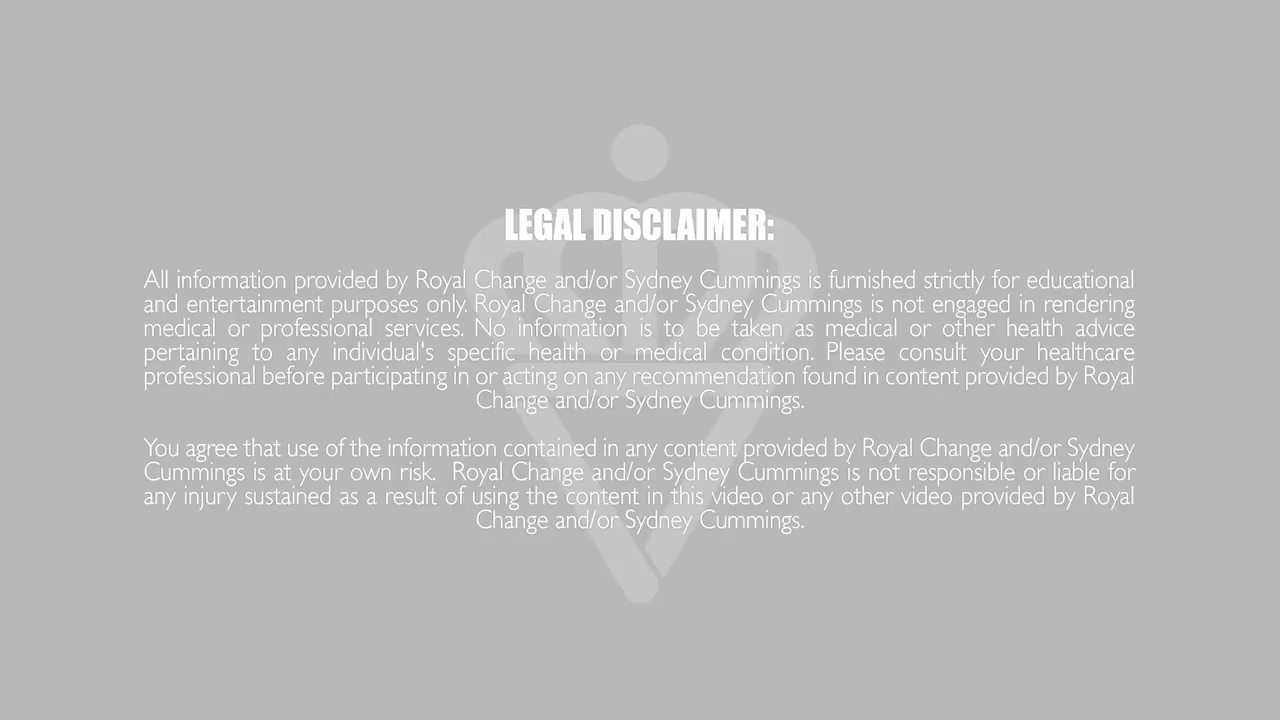 LEGAL DISCLAIMER:
All information provided by Royal Change and/or Sydney Cummings is furnished strictly for educational
and entertainment purposes only. Royal Change and/or Sydney Cummings is not engaged in rendering
medical or professional services. No information is to be taken as medical or other health advice
pertaining to any individual's specific health or medical condition. Please consult your healthcare
professional before participating in or acting on any recommendation found in content provided by Royal
Change and/or Sydney Cummings.
You agree that use of the information contained in any content provided by Royal Change and/or Sydney
Cummings is at your own risk.  Royal Change and/or Sydney Cummings is not responsible or liable for
any injury sustained as a result of using the content in this video or any other video provided by Royal
Change and/or Sydney Cummings.